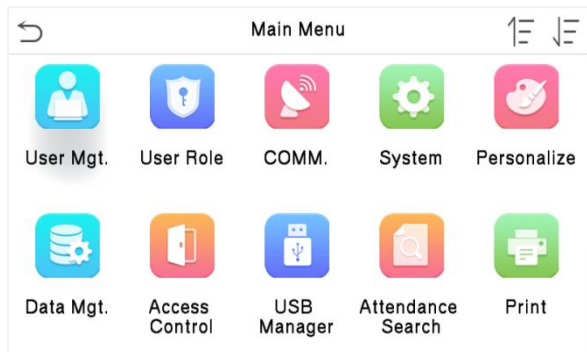 Main Menu
User Mgt.
User Role
COMM.
System
Personalize
Data Mgt.
Access
Control
USB
Manager
Attendance
Search
Print